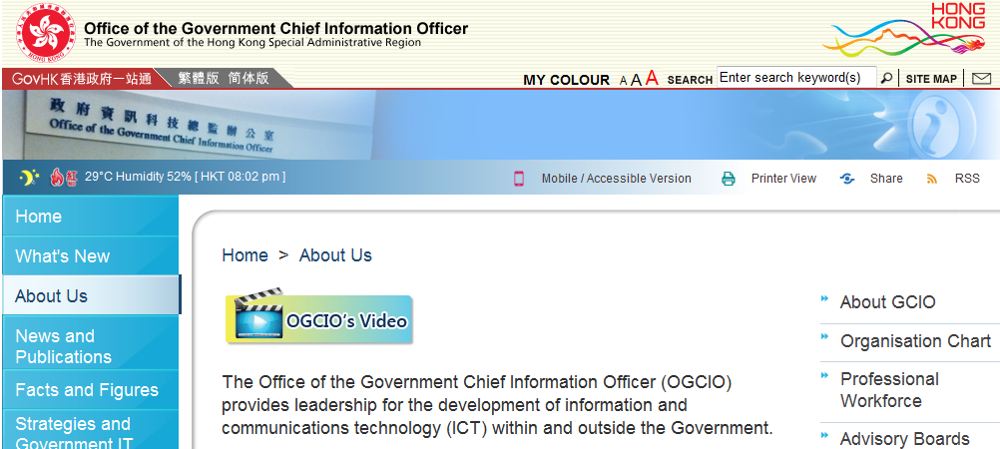 Office of the Government Chief Information Officer
The Government of the Hong Kong Special Administrative Region
HONG
KONG
GovHK香港政府一站通
繁體版 简体版
MY COLOUR A A A SEARCH Enter search keyword(s) SITE MAP
政府資訊科技總監辦公室
Office of the Government Chief Information Officer
29°C Humidity 52% [ HKT 08:02 pm ]
Mobile / Accessible Version Printer View Share RSS
Home
What's New
About Us
News and
Publications
Facts and Figures
Strategies and
Government IT
Home > About Us
OGCIO's Video
The Office of the Government Chief Information Officer (OGCIO)
provides leadership for the development of information and
communications technology (ICT) within and outside the Government.
About GCIO
Organisation Chart
Professional
Workforce
Advisory Boards